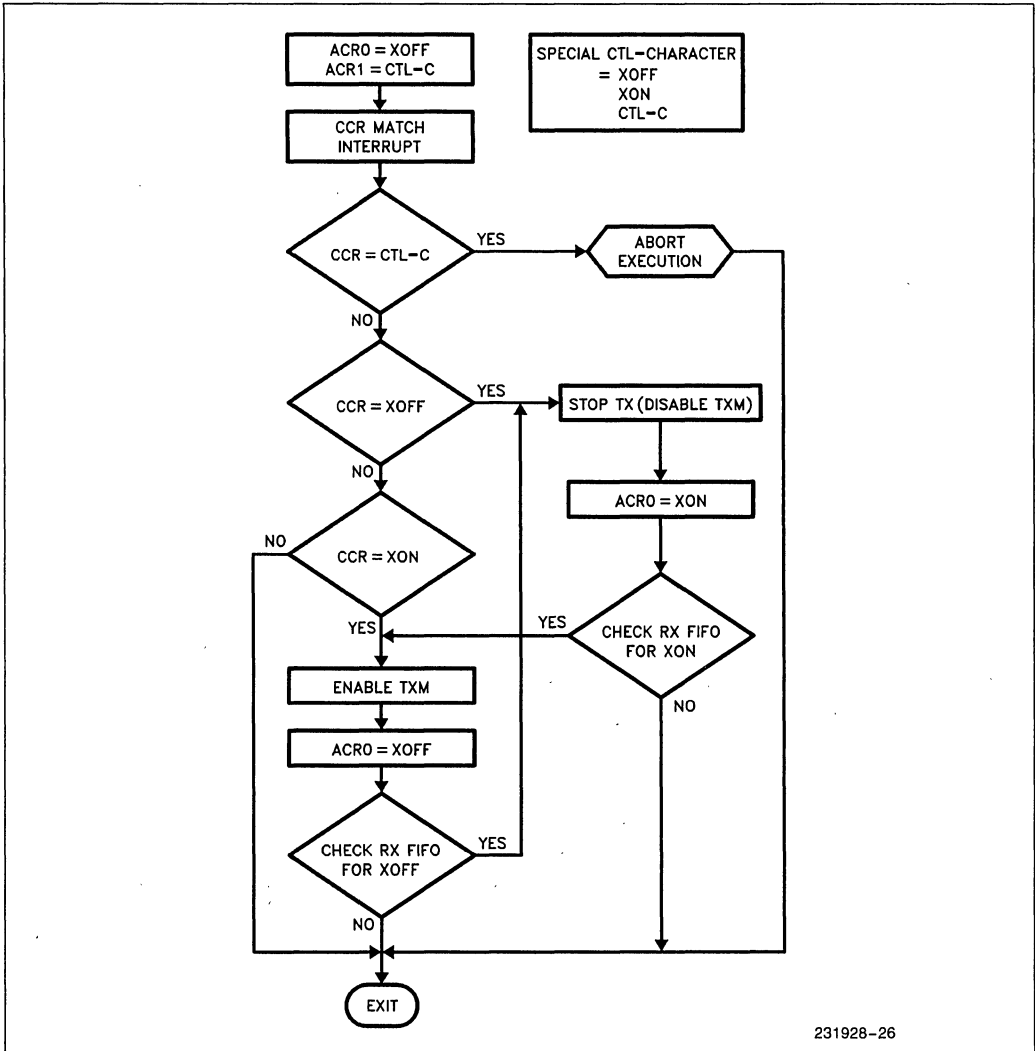 ACR0 = XOFF
ACR1 = CTL-C
SPECIAL CTL-CHARACTER
= XOFF
XON
CTL-C
CCR MATCH
INTERRUPT
CCR = CTL-C
YES
ABORT
EXECUTION
NO
CCR = XOFF
YES
STOP TX (DISABLE TXM)
NO
ACR0 = XON
NO
CCR = XON
YES
YES
CHECK RX FIFO
FOR XON
ENABLE TXM
NO
ACR0 = XOFF
CHECK RX FIFO
FOR XOFF
YES
NO
EXIT
231928-26